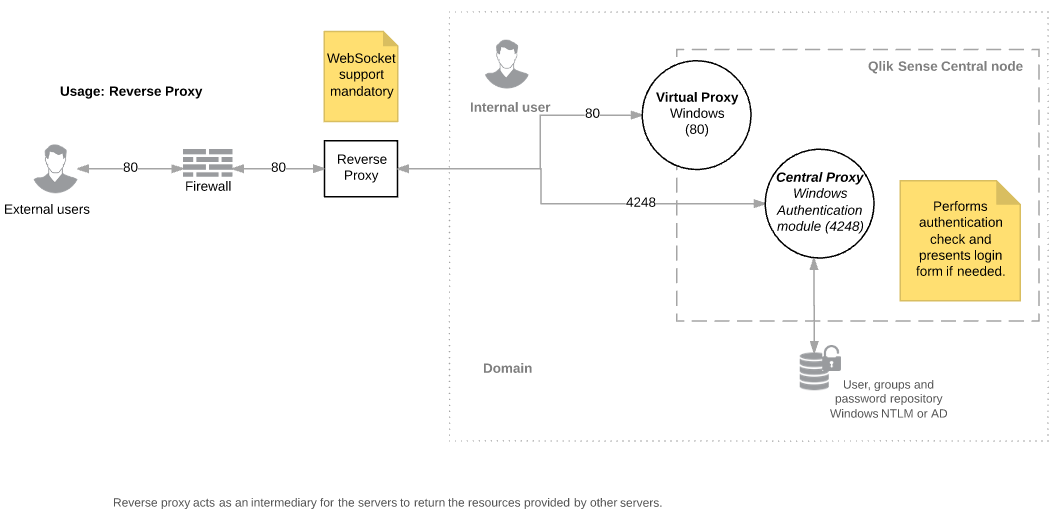 Usage: Reverse Proxy
WebSocket
support
mandatory
External users
80
Firewall
80
Reverse
Proxy
Internal user
80
4248
Qlik Sense Central node
Virtual Proxy
Windows
(80)
Central Proxy
Windows
Authentication
module (4248)
Performs
authentication
check and
presents login
form if needed.
Domain
User, groups and
password repository
Windows NTLM or AD
Reverse proxy acts as an intermediary for the servers to return the resources provided by other servers.